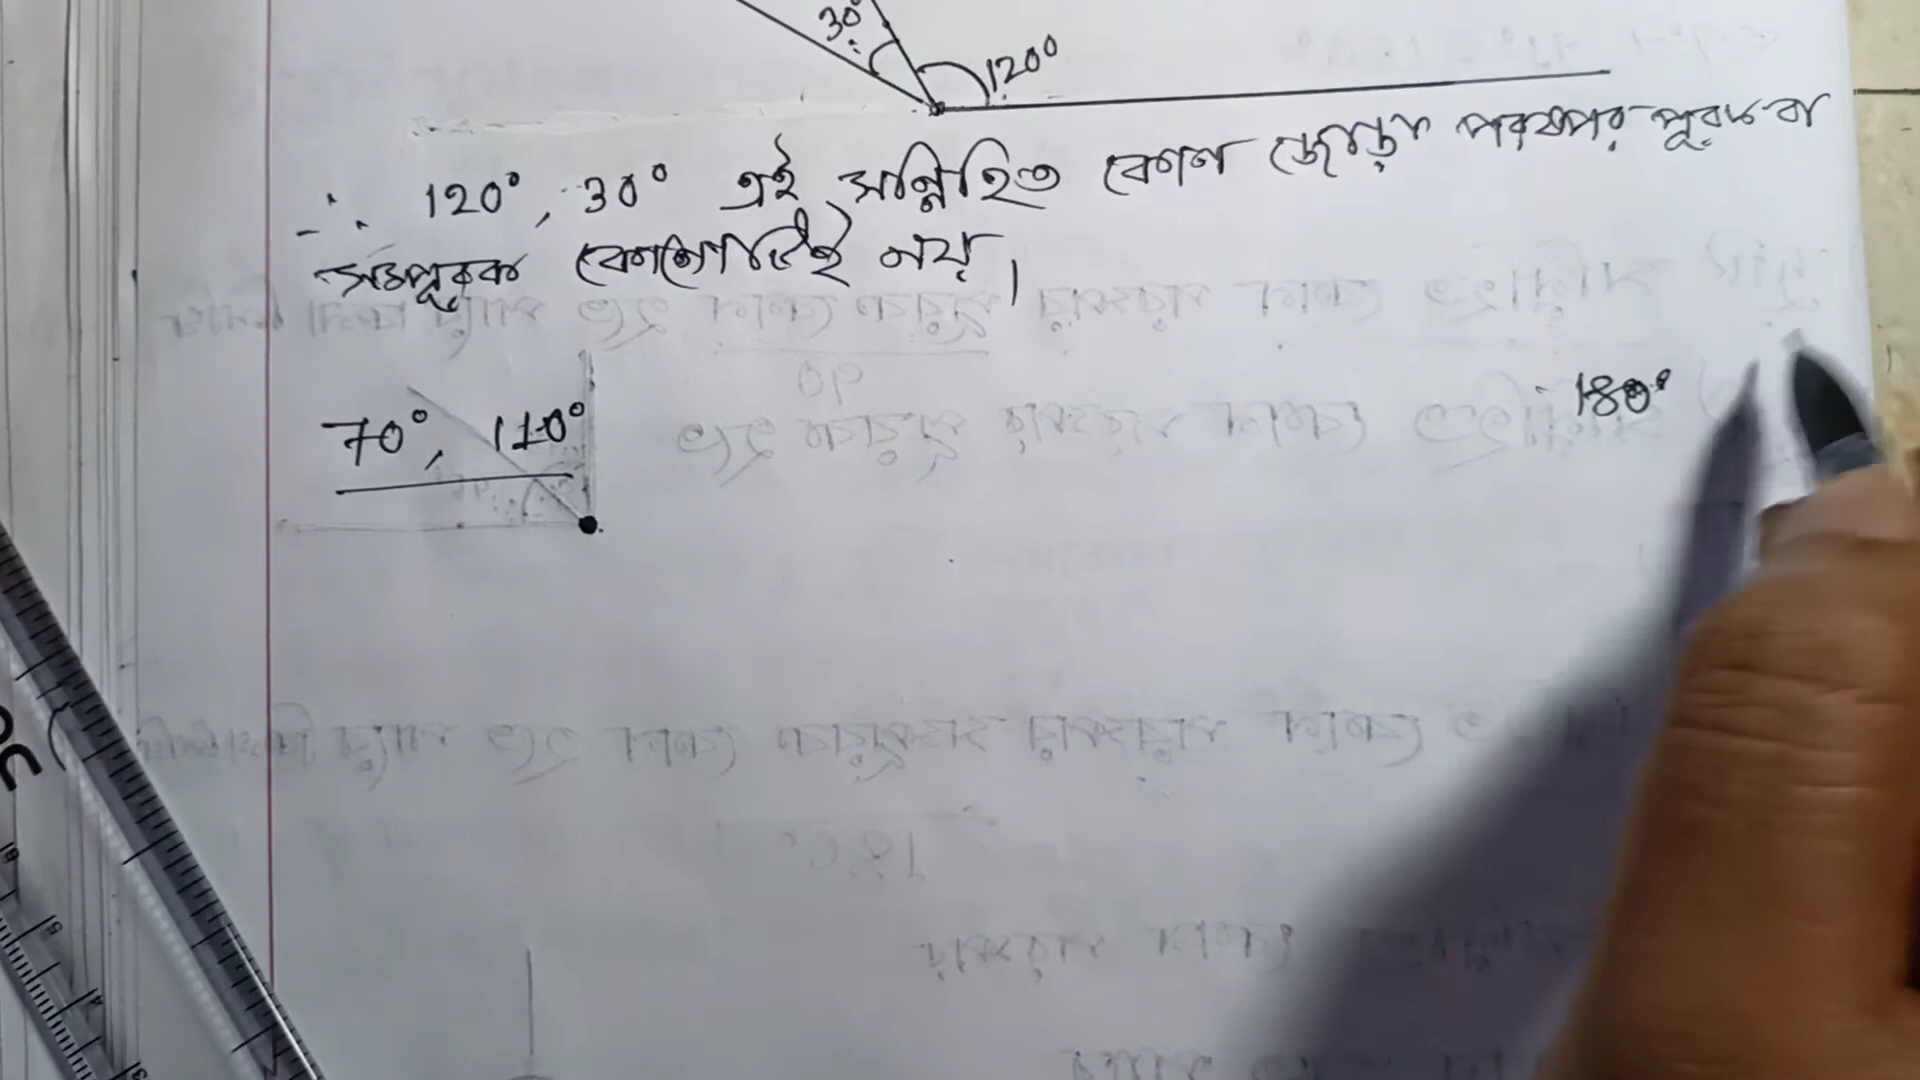 30°
120°
∴ 120°, 30° এই সন্নিহিত কোণ জোড়া পরস্পর পূরক বা
সম্পূরক কোনোটিই নয়।
70°, 110°
180°